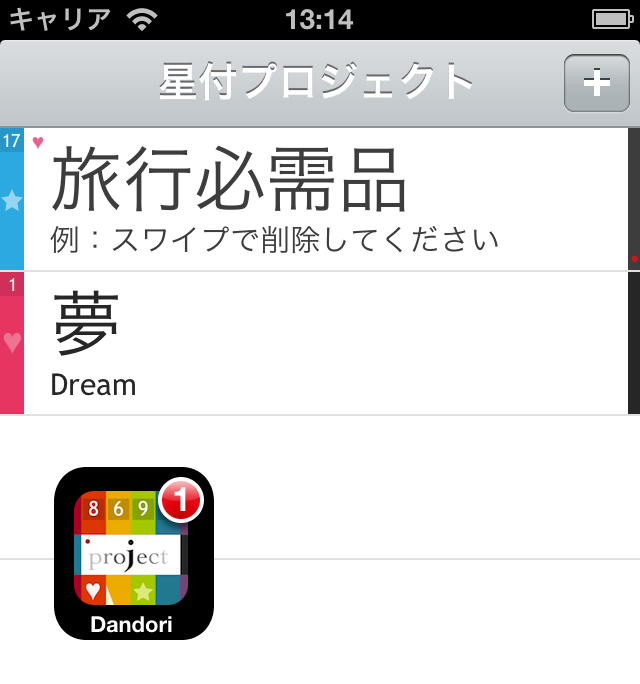 キャリア 13:14
星付プロジェクト
+
17
旅行必需品
例：スワイプで削除してください
1
夢
Dream
1
8 6 9
project
Dandori